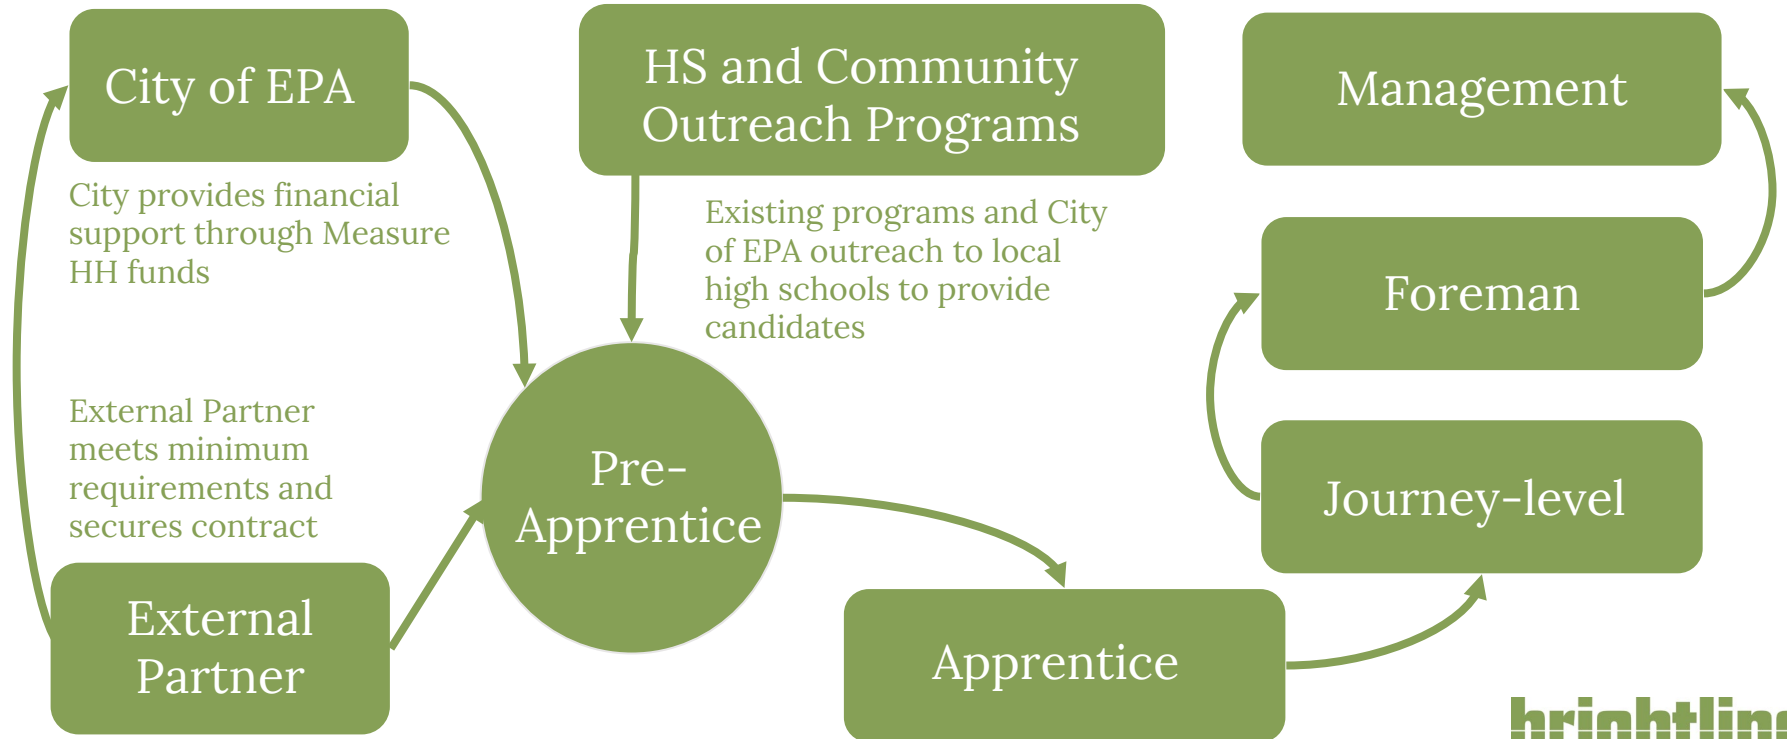 City of EPA
City provides financial
support through Measure
HH funds
External Partner
meets minimum
requirements and
secures contract
External
Partner
HS and Community
Outreach Programs
Existing programs and City
of EPA outreach to local
high schools to provide
candidates
Pre-
Apprentice
Apprentice
Journey-level
Foreman
Management